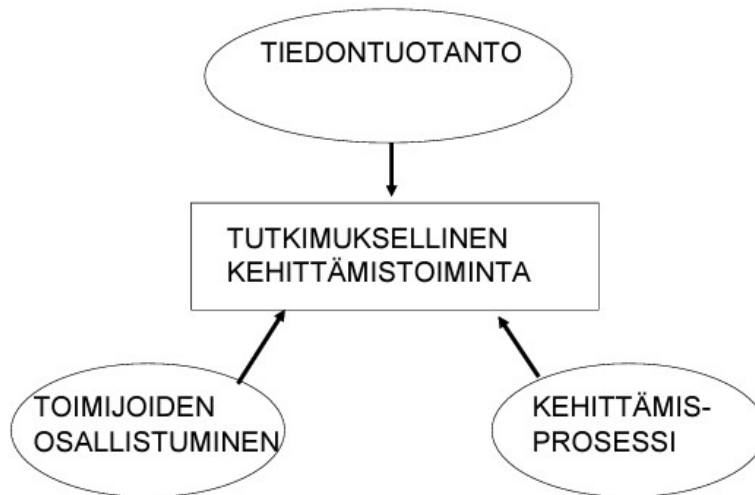 TIEDONTUOTANTO
TUTKIMUKSELLINEN
KEHITTÄMISTOIMINTA
TOIMIJOIDEN
OSALLISTUMINEN
KEHITTÄMIS-
PROSESSI